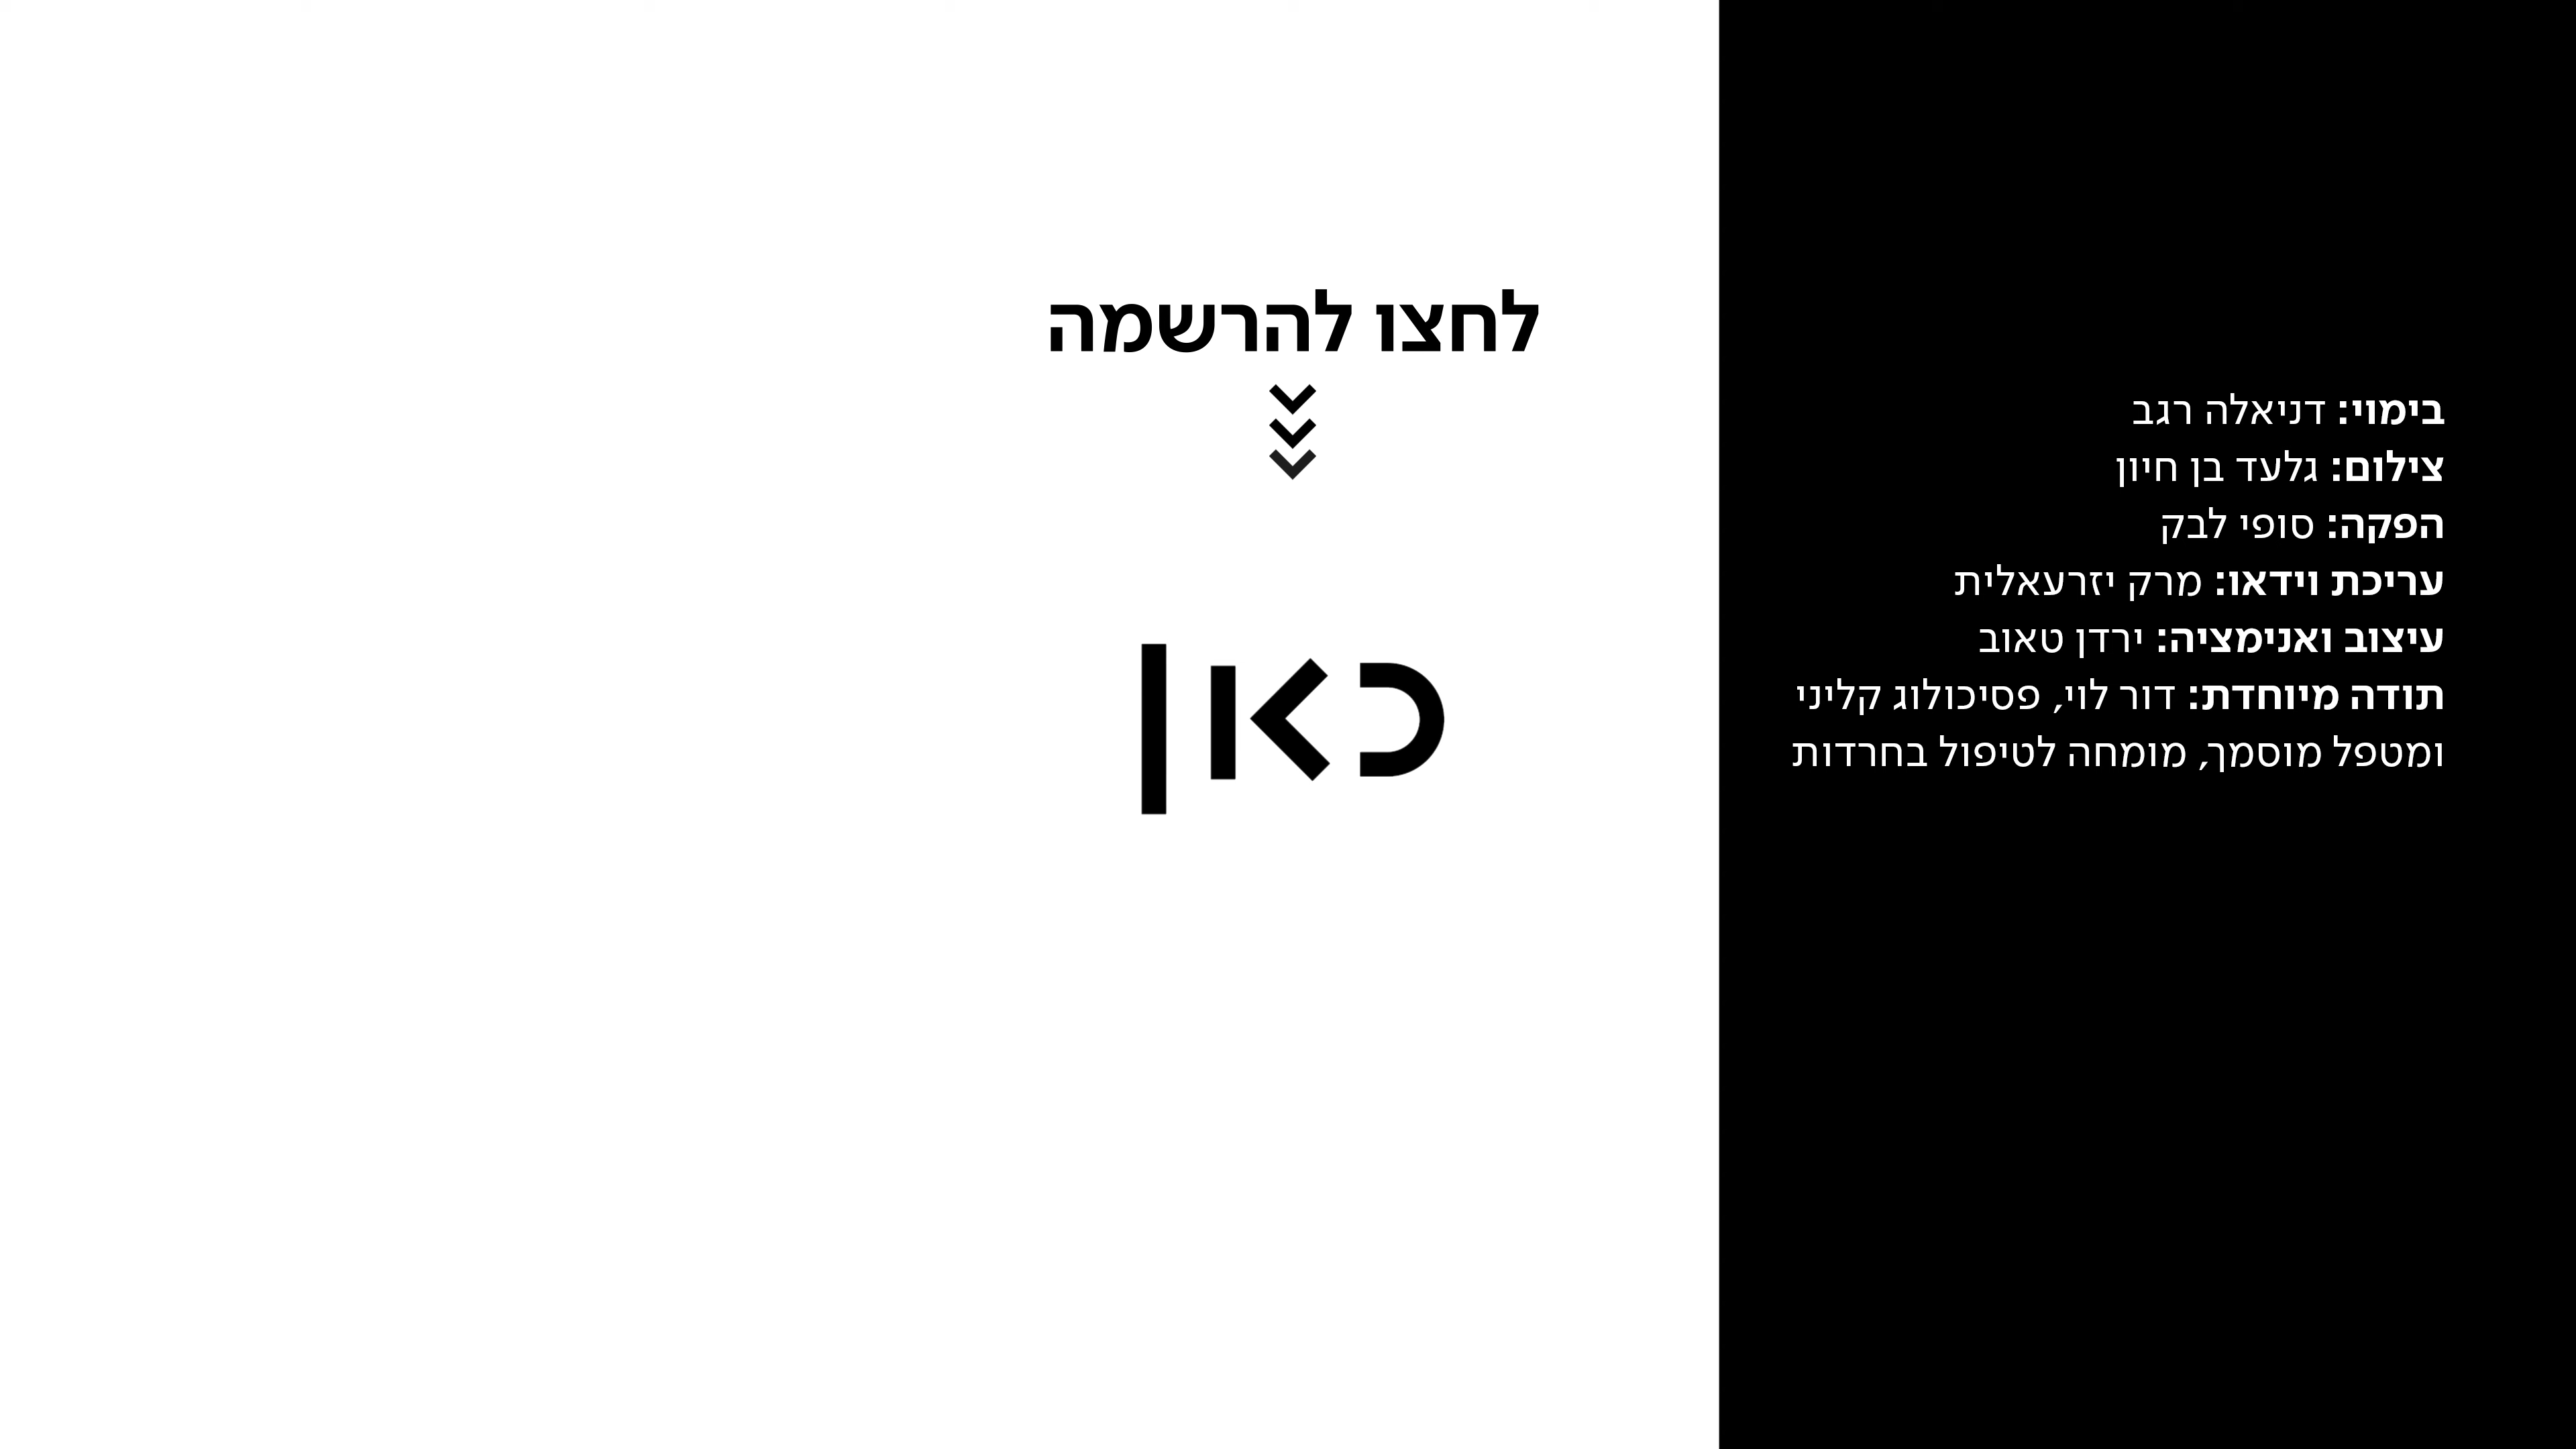 לחצו להרשמה
כאן
בימוי: דניאלה רגב
צילום: גלעד בן חיון
הפקה: סופי לבק
עריכת וידאו: מרק יזרעאלית
עיצוב ואנימציה: ירדן טאוב
תודה מיוחדת: דור לוי, פסיכולוג קליני
ומטפל מוסמך, מומחה לטיפול בחרדות